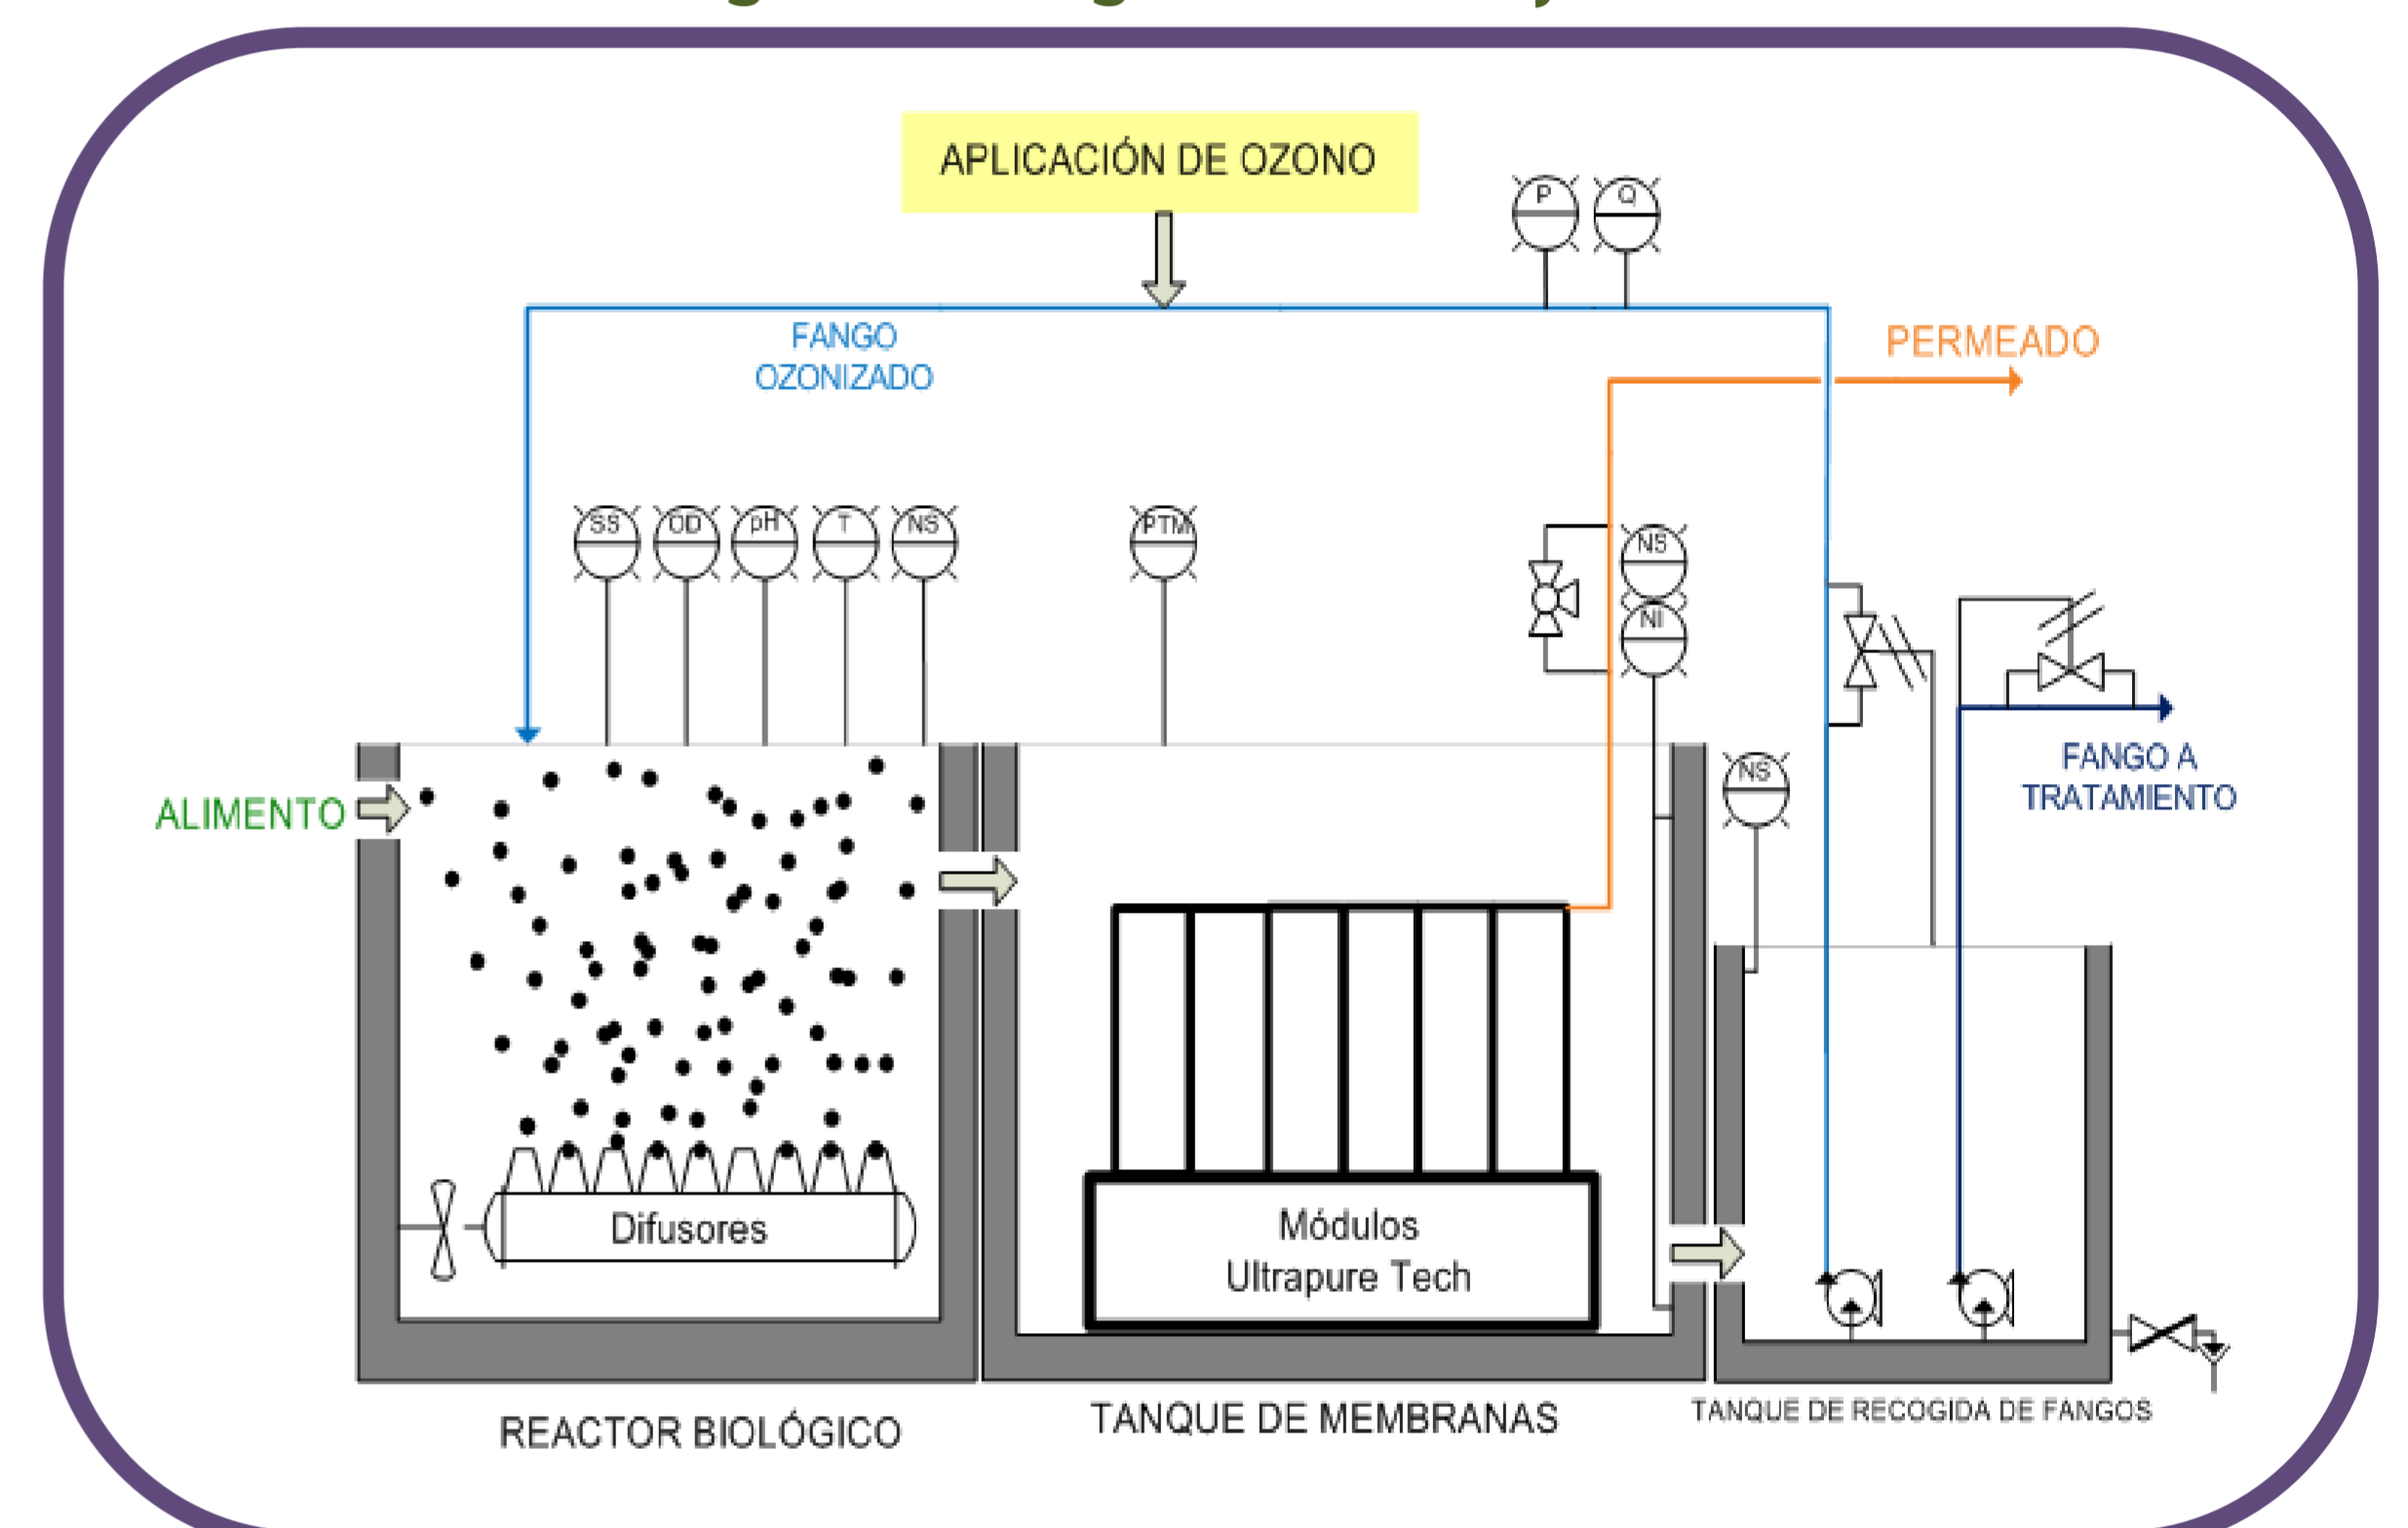 APLICACIÓN DE OZONO
P
Q
FANGO
OZONIZADO
PERMEADO
SS
OD
pH
T
NS
PTM
NS
NI
FANGO A
TRATAMIENTO
NS
ALIMENTO
Difusores
Módulos
Ultrapure Tech
REACTOR BIOLÓGICO
TANQUE DE MEMBRANAS
TANQUE DE RECOGIDA DE FANGOS